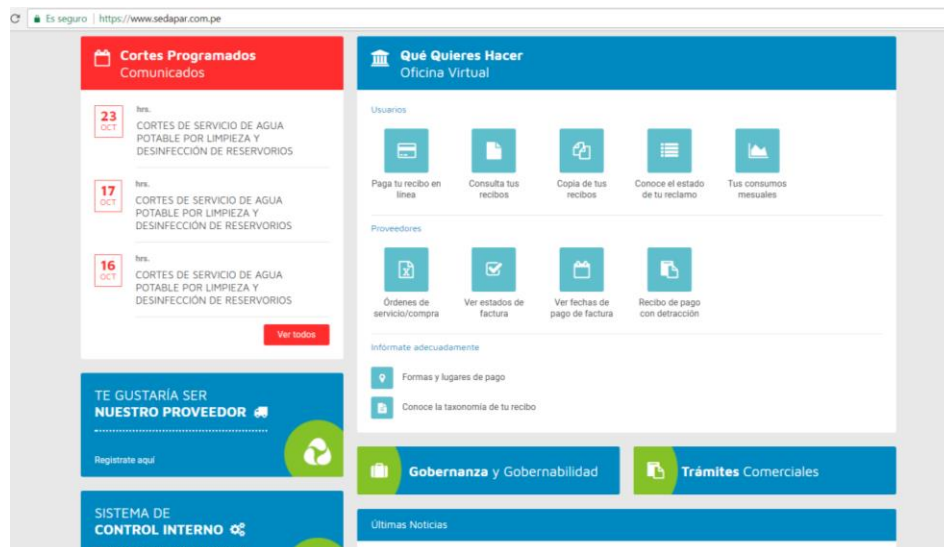 Es seguro | https://www.sedapar.com.pe
Cortes Programados
Comunicados
23
OCT
hrs.
CORTES DE SERVICIO DE AGUA
POTABLE POR LIMPIEZA Y
DESINFECCIÓN DE RESERVORIOS
17
OCT
hrs.
CORTES DE SERVICIO DE AGUA
POTABLE POR LIMPIEZA Y
DESINFECCIÓN DE RESERVORIOS
16
OCT
hrs.
CORTES DE SERVICIO DE AGUA
POTABLE POR LIMPIEZA Y
DESINFECCIÓN DE RESERVORIOS
Ver todos
TE GUSTARÍA SER
NUESTRO PROVEEDOR
Registrate aquí
SISTEMA DE
CONTROL INTERNO
Qué Quieres Hacer
Oficina Virtual
Usuarios
Paga tu recibo en
línea
Consulta tus
recibos
Copia de tus
recibos
Conoce el estado
de tu reclamo
Tus consumos
mesuales
Proveedores
Órdenes de
servicio/compra
Ver estados de
factura
Ver fechas de
pago de factura
Recibo de pago
con detracción
Infórmate adecuadamente
Formas y lugares de pago
Conoce la taxonomia de tu recibo
Gobernanza y Gobernabilidad
Trámites Comerciales
Últimas Noticias